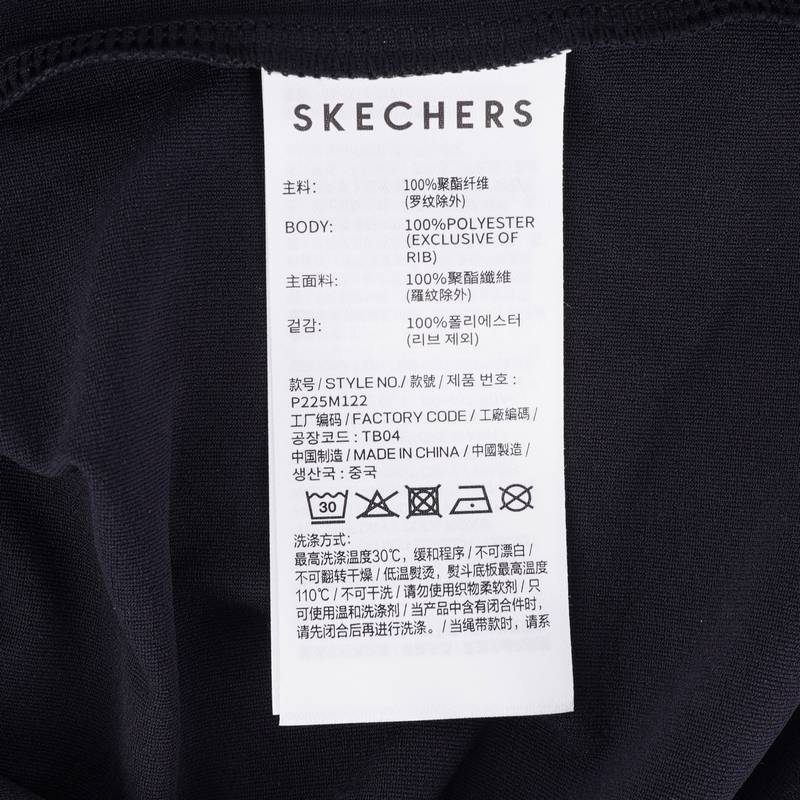 SKECHERS
主料: 100%聚酯纤维
(罗纹除外)
BODY: 100%POLYESTER
(EXCLUSIVE OF
RIB)
主面料: 100%聚酯纖維
(羅紋除外)
겉감: 100%폴리에스터
(리브 제외)
款号 / STYLE NO./ 款號 / 제품 번호 :
P225M122
工厂编码 / FACTORY CODE / 工廠編碼 /
공장코드 : TB04
中国制造 / MADE IN CHINA / 中國製造 /
생산국 : 중국
30
洗涤方式:
最高洗涤温度30℃, 缓和程序 / 不可漂白 /
不可翻转干燥 / 低温熨烫, 熨斗底板最高温度
110℃ / 不可干洗 / 请勿使用织物柔软剂 / 只
可使用温和洗涤剂 / 当产品中含有闭合件时,
请先闭合后再进行洗涤。 / 当绳带款时, 请系